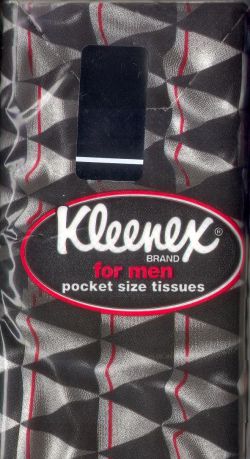 Kleenex®
BRAND
for men
pocket size tissues